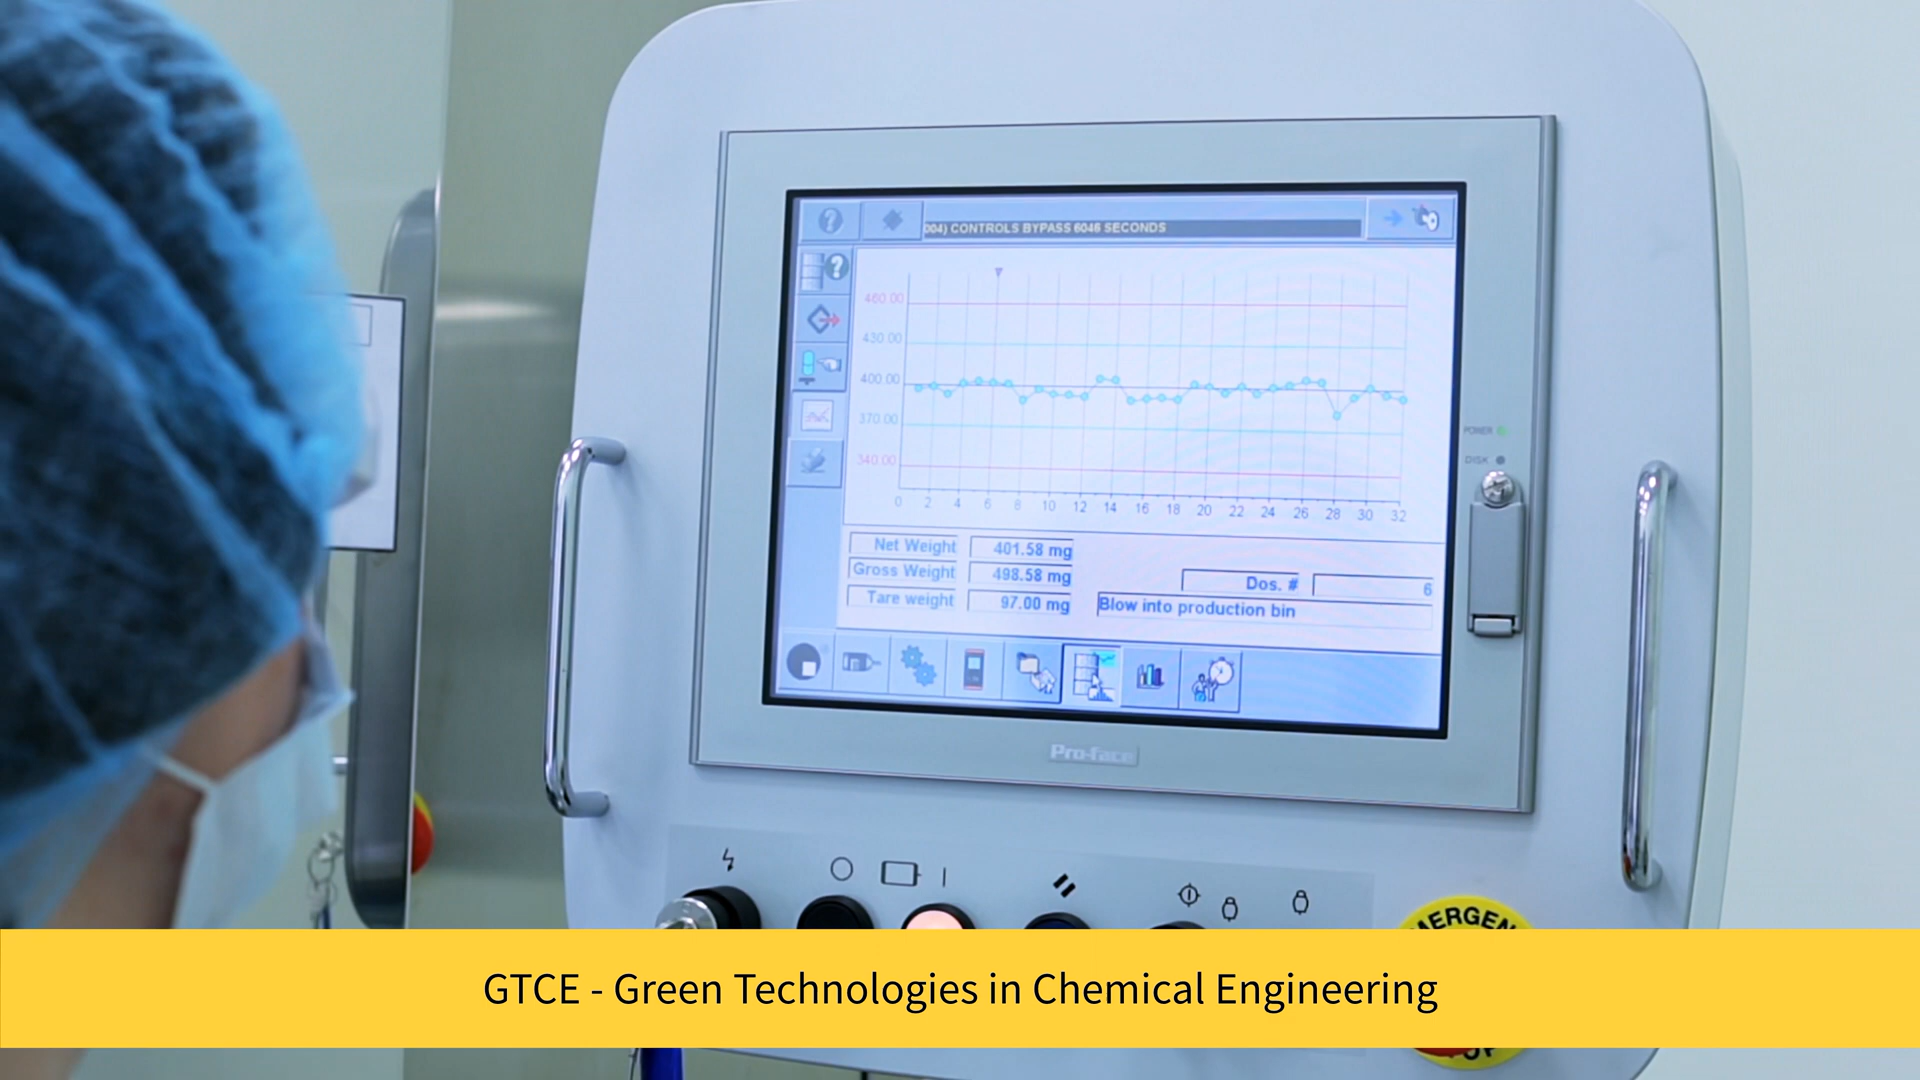 004) CONTROLS BYPASS 6046 SECONDS
460.00
430.00
400.00
370.00
340.00
0 2 4 6 8 10 12 14 16 18 20 22 24 26 28 30 32
Net Weight 401.58 mg
Gross Weight 498.58 mg
Tare weight 97.00 mg
Dos. # 6
Blow into production bin
POWER
DISK
Pro-face
MERGEN
GTCE - Green Technologies in Chemical Engineering